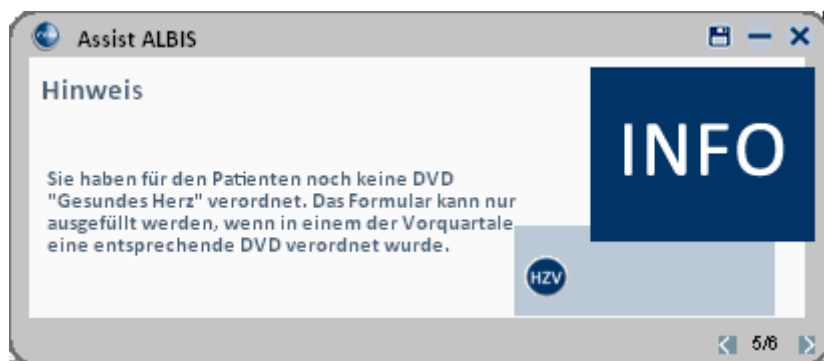 Assist ALBIS
Hinweis
INFO
Sie haben für den Patienten noch keine DVD
"Gesundes Herz" verordnet. Das Formular kann nur
ausgefüllt werden, wenn in einem der Vorquartale
eine entsprechende DVD verordnet wurde.
HZV
5/6